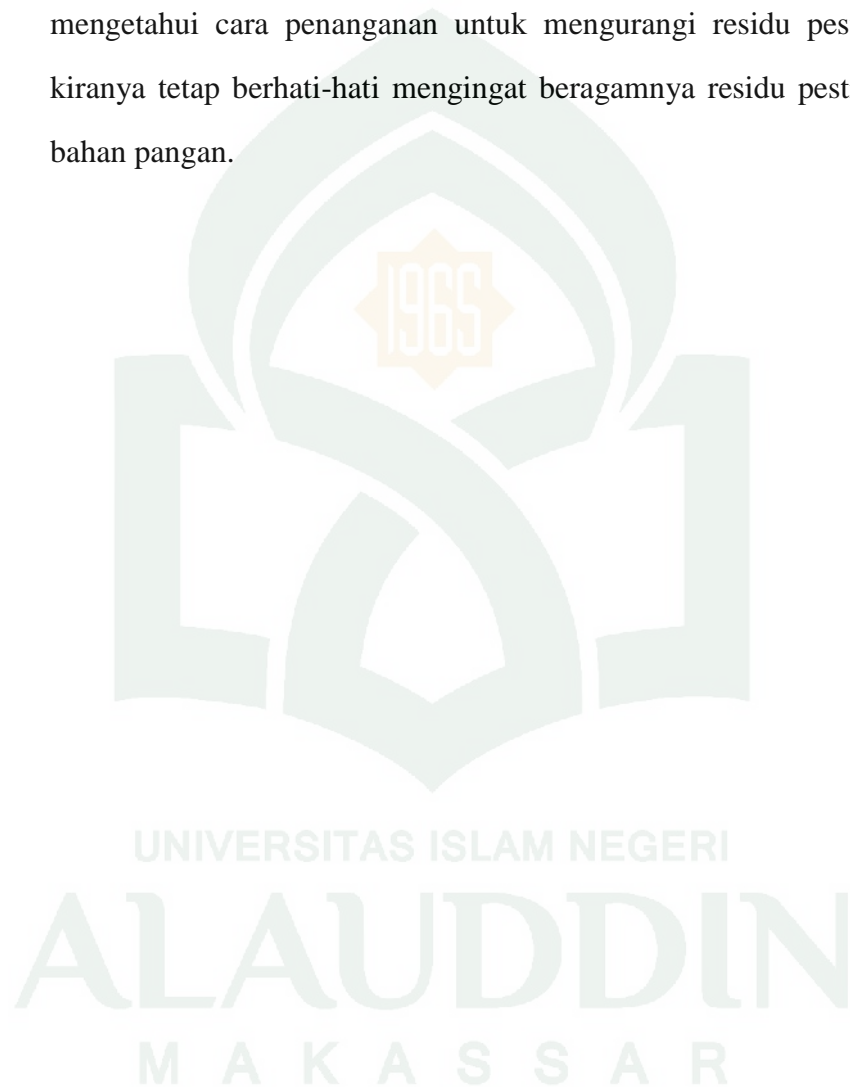 mengetahui cara penanganan untuk mengurangi residu pes
kiranya tetap berhati-hati mengingat beragamnya residu pest
bahan pangan.
1965
UNIVERSITAS ISLAM NEGERI
ALAUDDIN
MAKASSAR